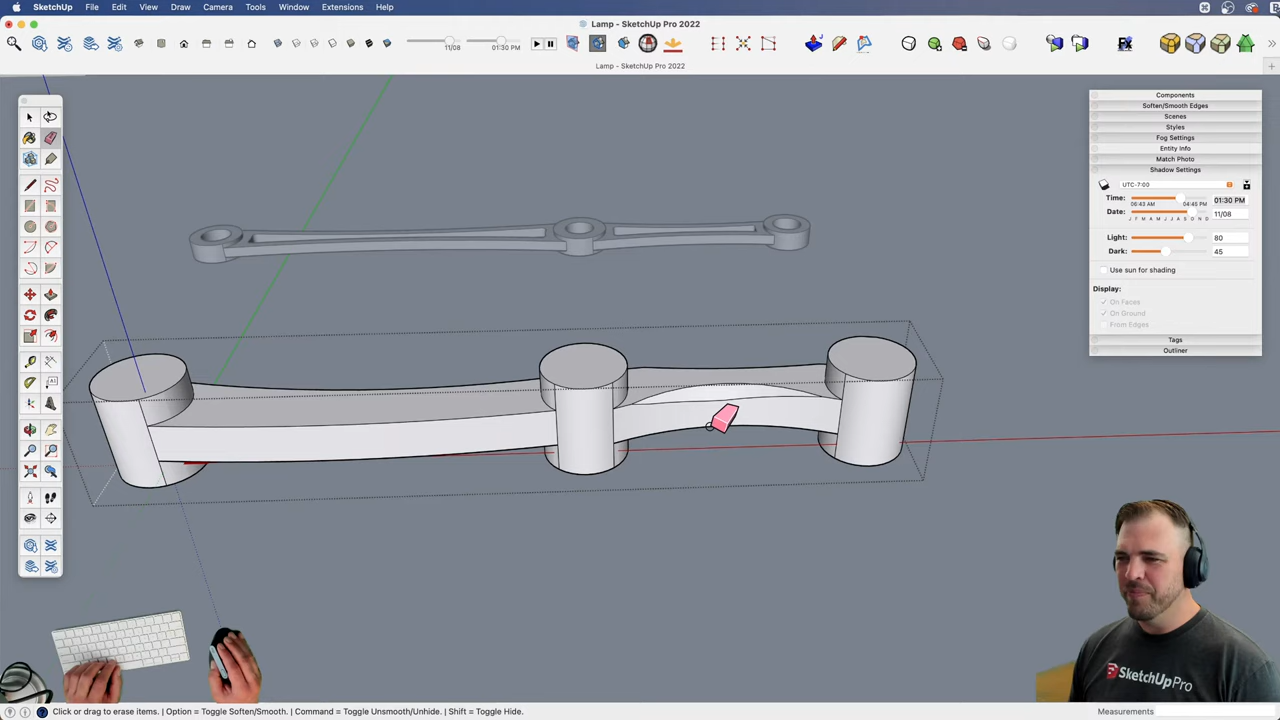 SketchUp File Edit View Camera Draw Tools Window Extensions Help
Lamp - SketchUp Pro 2022
11/08 01:30 PM
Lamp - SketchUp Pro 2022
Components
Soften/Smooth Edges
Scenes
Styles
Fog Settings
Entity Info
Match Photo
Shadow Settings
UTC-7:00
Time: 01:30 PM
06:43 AM 04:45 PM
Date: 11/08
J F M A M J J A S O N D
Light: 80
Dark: 45
Use sun for shading
Display:
On Faces
On Ground
From Edges
Tags
Outliner
SketchUp Pro
Click or drag to erase items. | Option = Toggle Soften/Smooth. | Command = Toggle Unsmooth/Unhide. | Shift = Toggle Hide.
Measurements